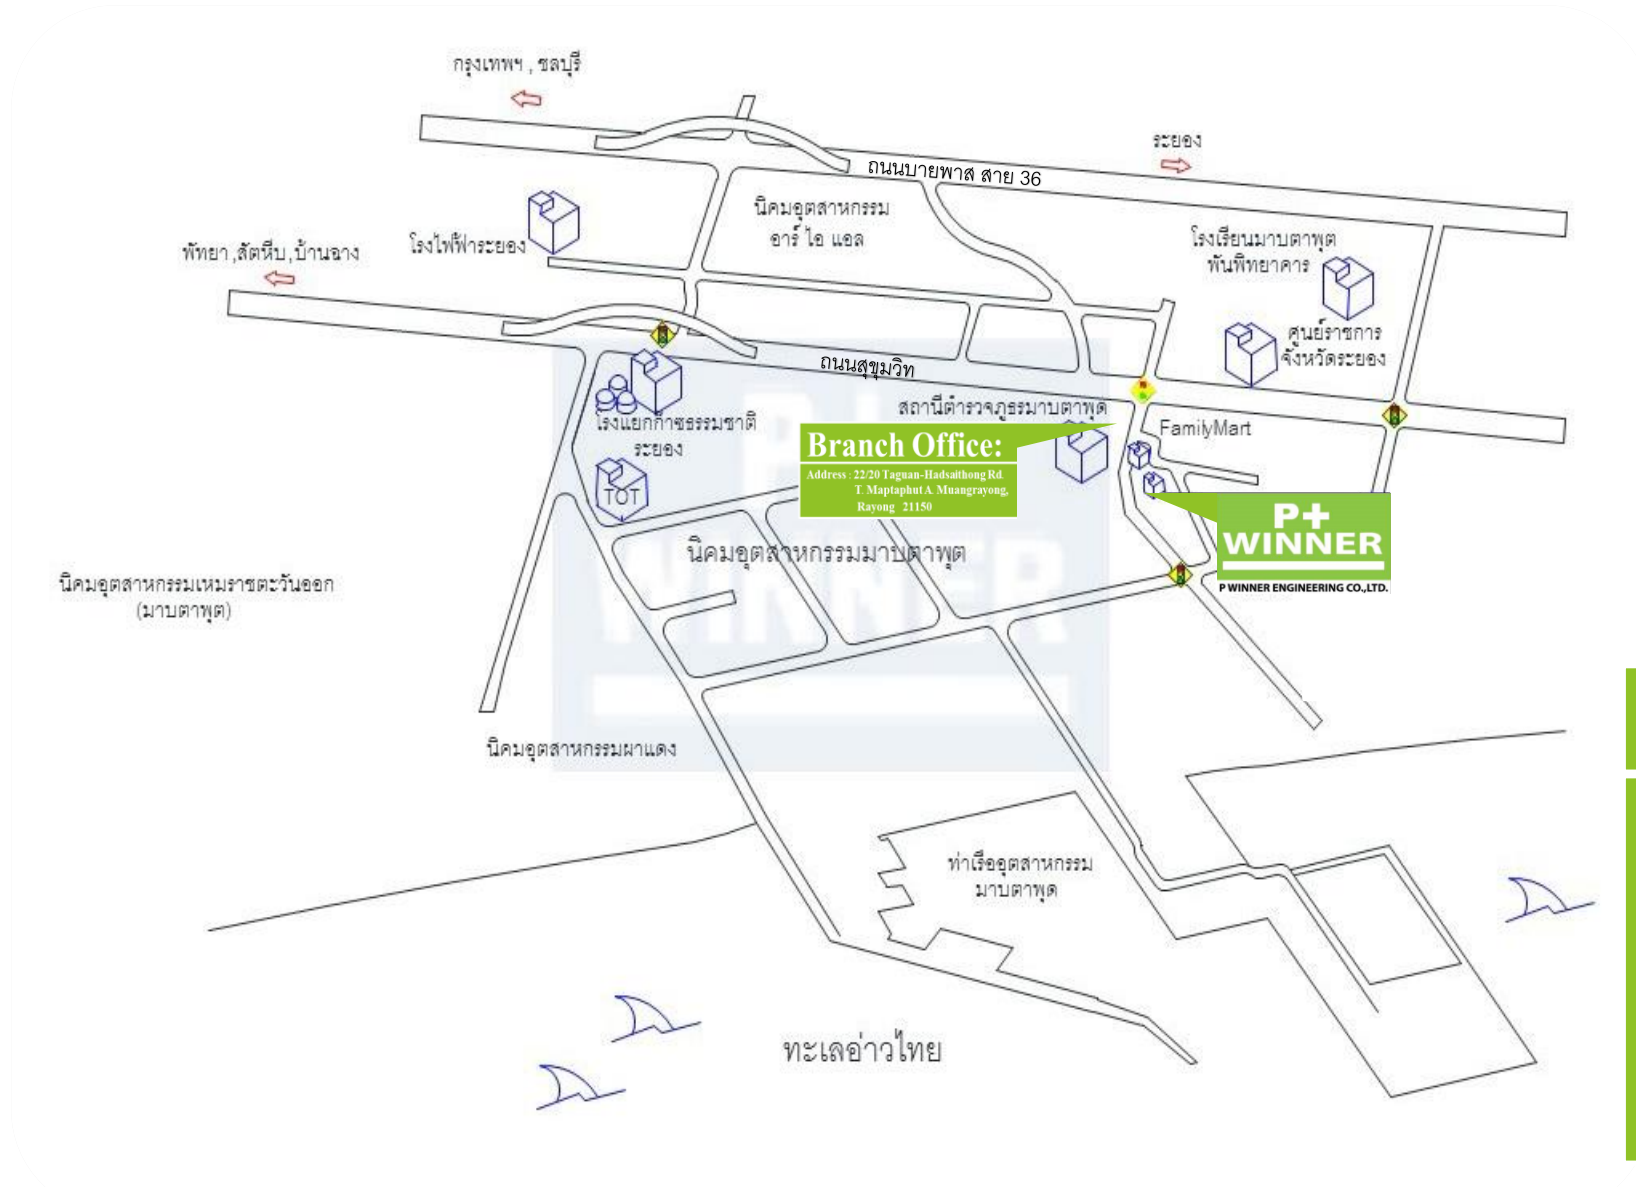 กรุงเทพฯ , ชลบุรี
ระยอง
ถนนบายพาส สาย 36
นิคมอุตสาหกรรม
อาร์ ไอ แอล
โรงไฟฟ้าระยอง
พัทยา ,สัตหีบ,บ้านฉาง
โรงเรียนมาบตาพุต
พันพิทยาคาร
ศูนย์ราชการ
จังหวัดระยอง
ถนนสุขุมวิท
สถานีตำรวจภูธรมาบตาพุด
FamilyMart
โรงแยกก๊าซธรรมชาติ
ระยอง
TOT
Branch Office:
Address : 22/20 Taguan-Hadsaithong Rd.
T. Maptaphut A. Muangrayong,
Rayong 21150
P+
WINNER
P WINNER ENGINEERING CO.,LTD.
นิคมอุตสาหกรรมมาบตาพุต
P+
WINNER
นิคมอุตสาหกรรมเหมราชตะวันออก
(มาบตาพุต)
นิคมอุตสาหกรรมผาแดง
ท่าเรืออุตสาหกรรม
มาบตาพุด
ทะเลอ่าวไทย